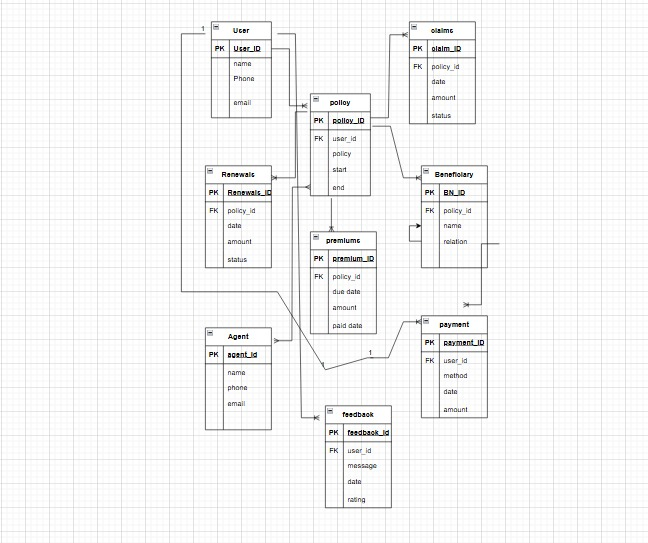 1
User
PK User_ID
name
Phone
email
claims
PK claim_ID
FK policy_id
date
amount
status
policy
PK policy_ID
FK user_id
policy
start
end
Renewals
PK Renewals_ID
FK policy_id
date
amount
status
Beneficiary
PK BN_ID
FK policy_id
name
relation
premiums
PK premium_ID
FK policy_id
due date
amount
paid date
Agent
PK agent_id
name
phone
email
1
1
payment
PK payment_ID
FK user_id
method
date
amount
feedback
PK feedback_id
FK user_id
message
date
rating